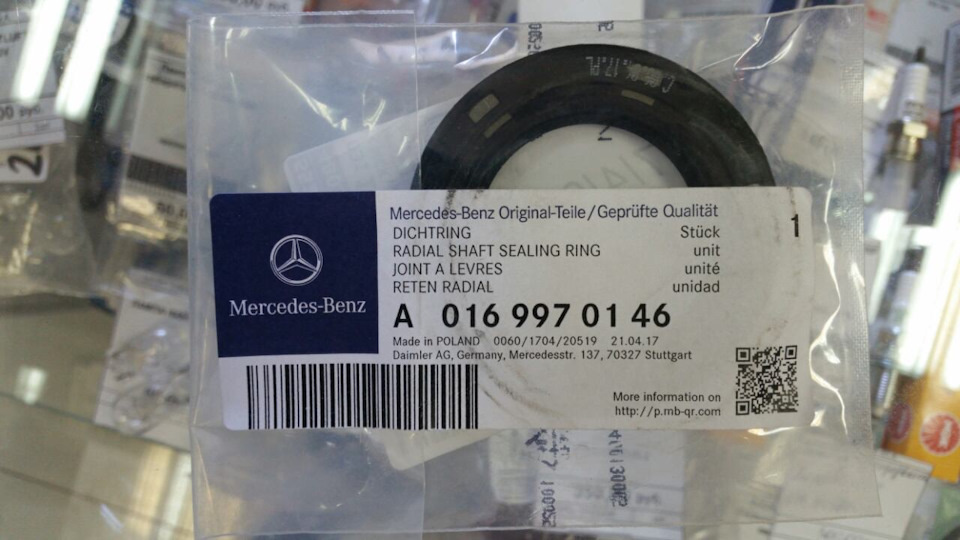 Mercedes-Benz
Mercedes-Benz Original-Teile/Geprüfte Qualität
DICHTRING Stück 1
RADIAL SHAFT SEALING RING unit
JOINT A LEVRES unité
RETEN RADIAL unidad
A 016 997 01 46
Made in POLAND 0060/1704/20519 21.04.17
Daimler AG, Germany, Mercedesstr. 137, 70327 Stuttgart
More information on
http://p.mb-qr.com